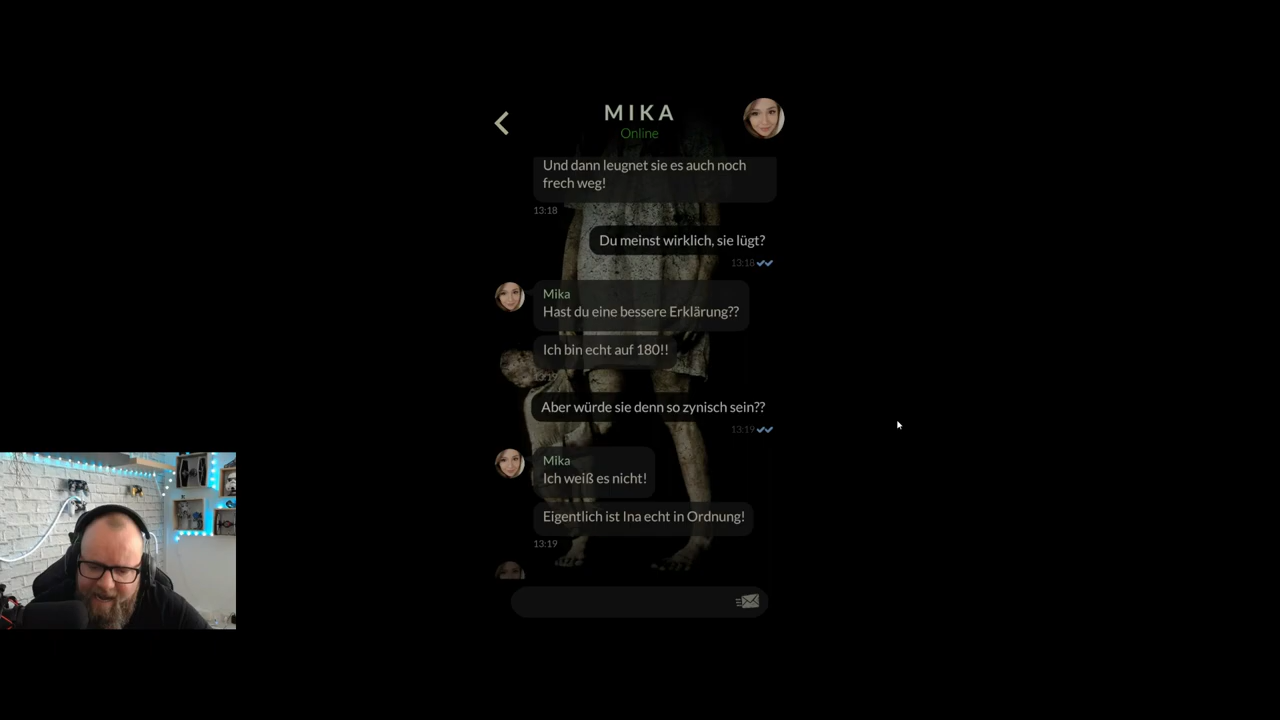 MIKA
Online
Und dann leugnet sie es auch noch
frech weg!
13:18
Du meinst wirklich, sie lügt?
13:18
Mika
Hast du eine bessere Erklärung??
Ich bin echt auf 180!!
13:19
Aber würde sie denn so zynisch sein??
13:19
Mika
Ich weiß es nicht!
Eigentlich ist Ina echt in Ordnung!
13:19